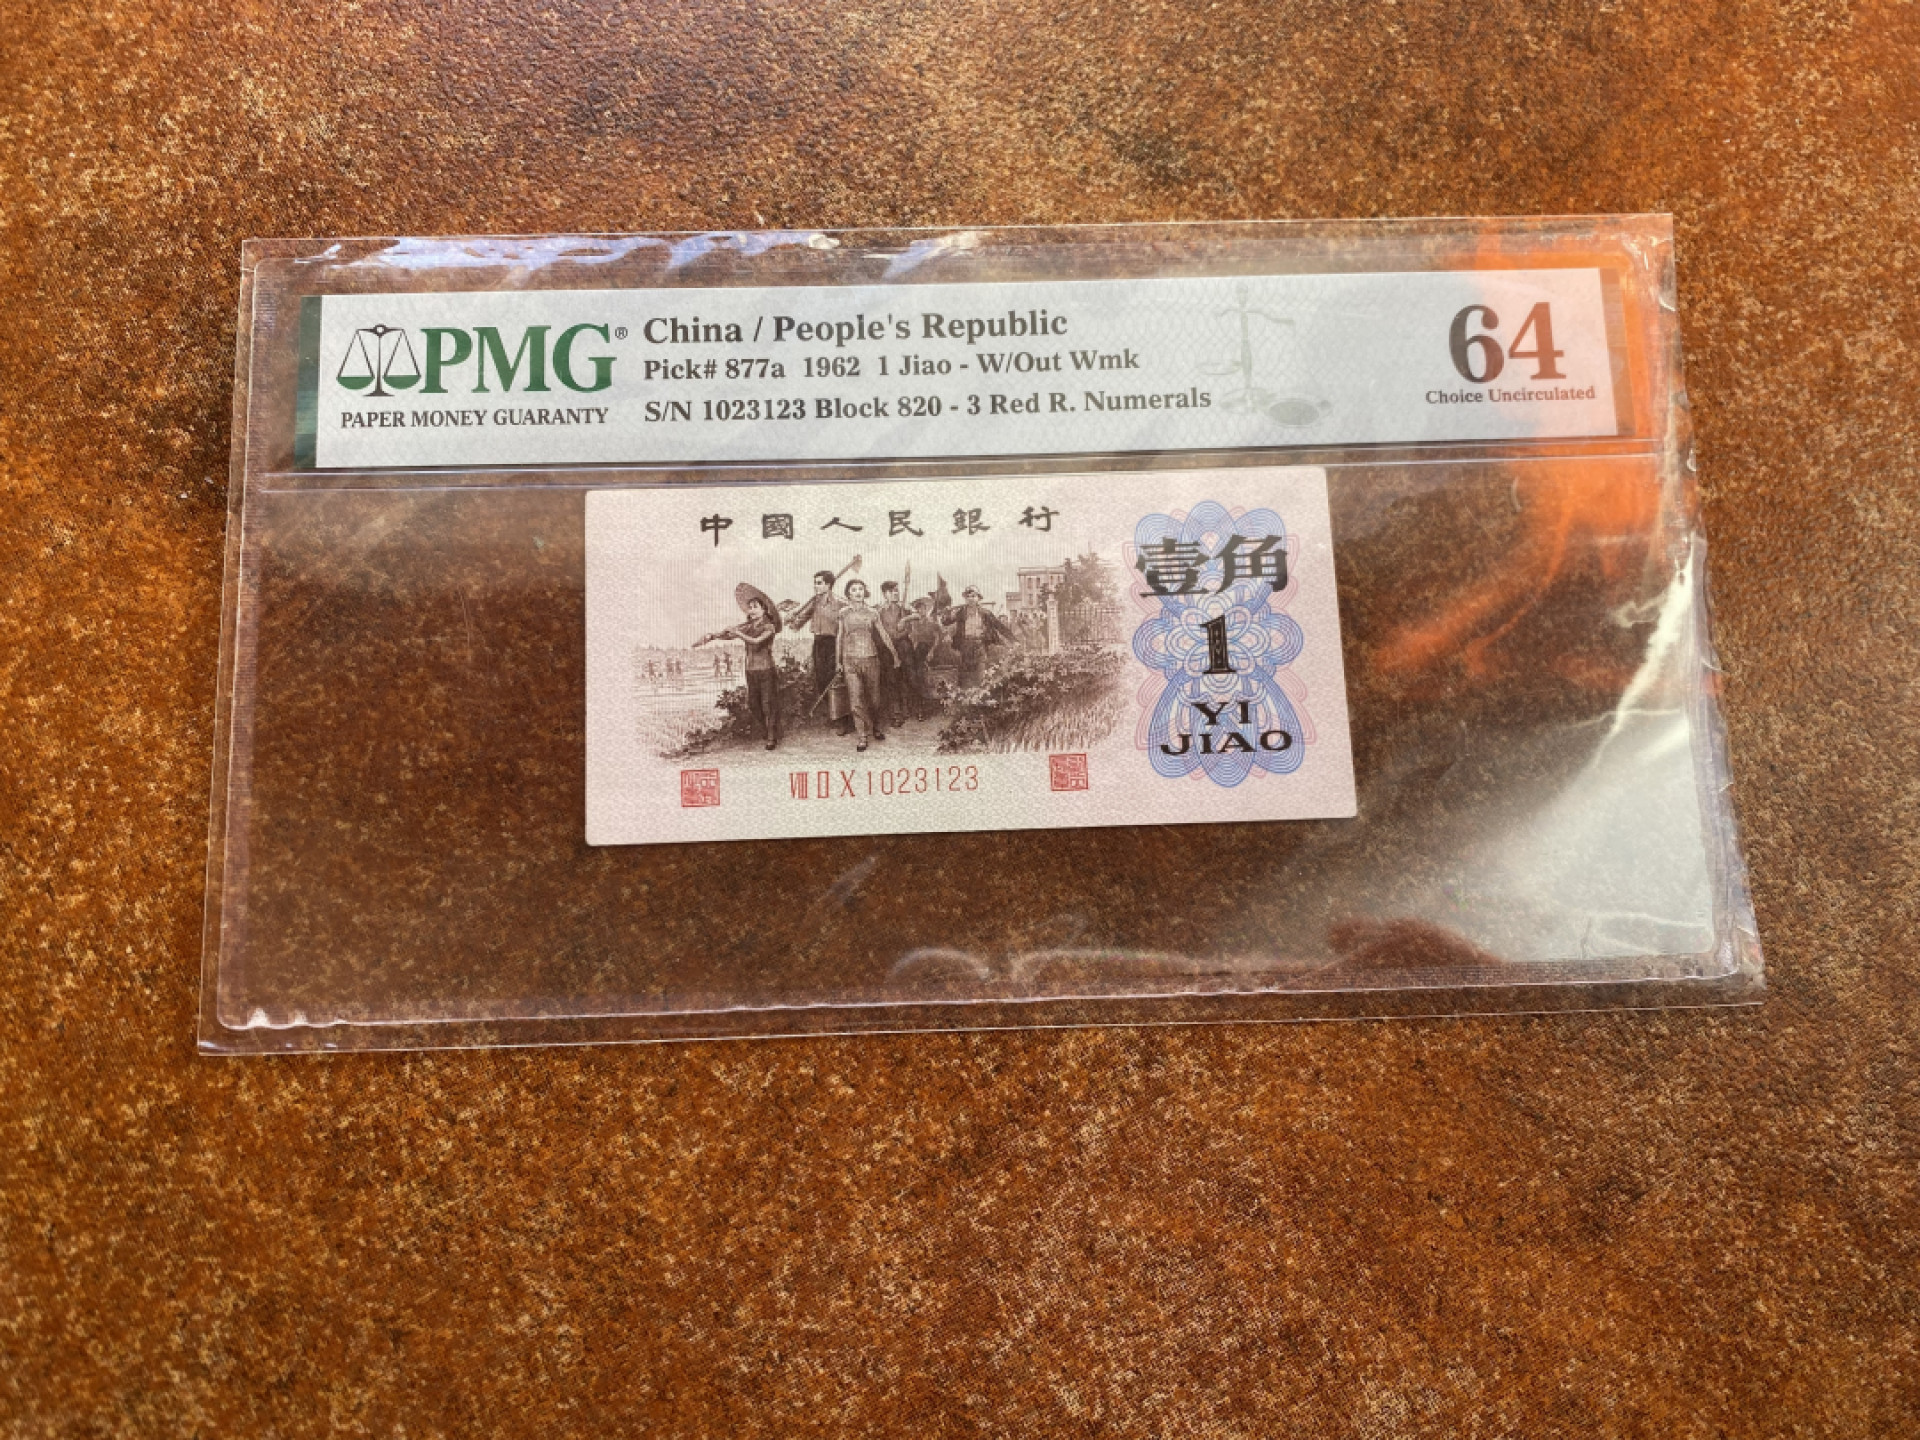 PMG®
PAPER MONEY GUARANTY
China / People's Republic
Pick# 877a 1962 1 Jiao - W/Out Wmk
S/N 1023123 Block 820 - 3 Red R. Numerals
64
Choice Uncirculated
中國人民銀行
壹角
1
YI
JIAO
VIII II X 1023123